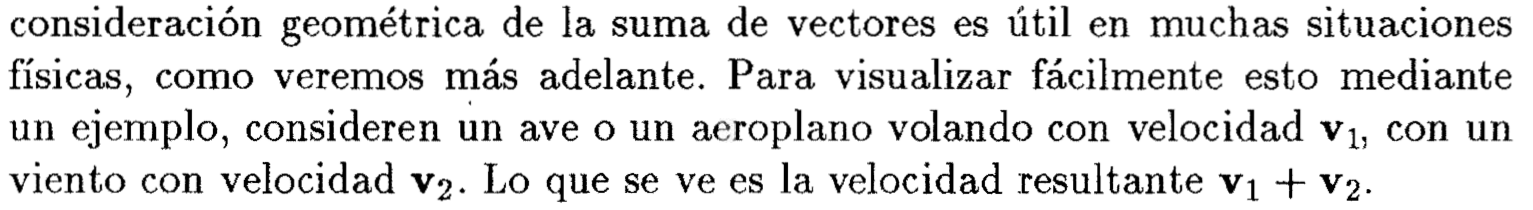 consideración geométrica de la suma de vectores es útil en muchas situaciones
físicas, como veremos más adelante. Para visualizar fácilmente esto mediante
un ejemplo, consideren un ave o un aeroplano volando con velocidad v₁, con un
viento con velocidad v₂. Lo que se ve es la velocidad resultante v₁ + v₂.